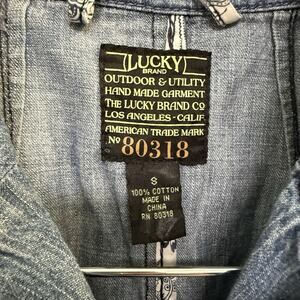 LUCKY
BRAND
OUTDOOR & UTILITY
HAND MADE GARMENT
THE LUCKY BRAND CO
LOS ANGELES - CALIF.
AMERICAN TRADE MARK
No 80318
S
100% COTTON
MADE IN
CHINA
RN 80318